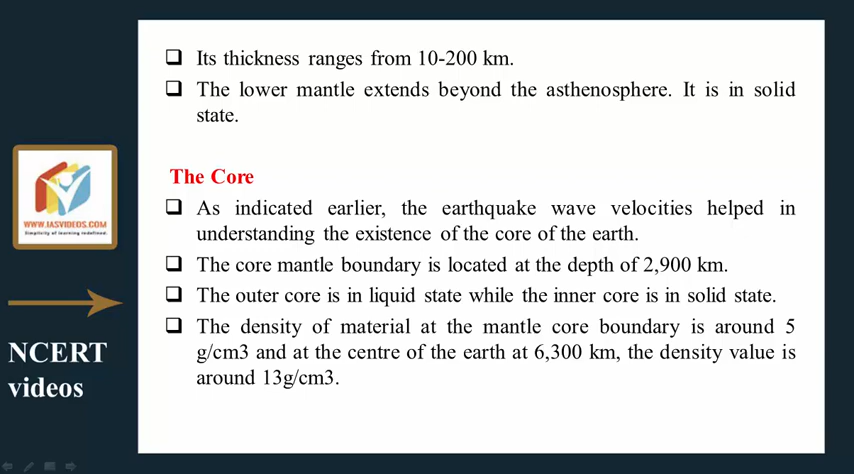 Its thickness ranges from 10-200 km.
The lower mantle extends beyond the asthenosphere. It is in solid
state.
The Core
As indicated earlier, the earthquake wave velocities helped in
understanding the existence of the core of the earth.
The core mantle boundary is located at the depth of 2,900 km.
The outer core is in liquid state while the inner core is in solid state.
The density of material at the mantle core boundary is around 5
g/cm3 and at the centre of the earth at 6,300 km, the density value is
around 13g/cm3.
WWW.IASVIDEOS.COM
Simplicity of learning redefined.
NCERT
videos